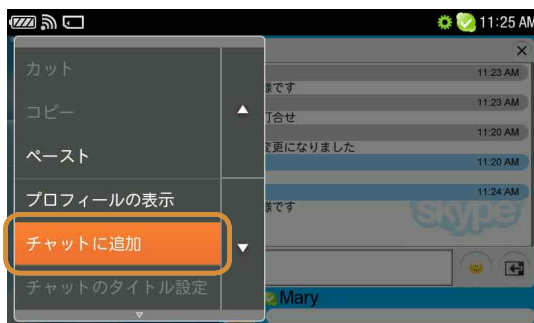 11:25 AM
カット
コピー
ペースト
プロフィールの表示
チャットに追加
チャットのタイトル設定
11:23 AM
様です
11:23 AM
打合せ
11:20 AM
変更になりました
11:20 AM
11:24 AM
様です
skype
Mary